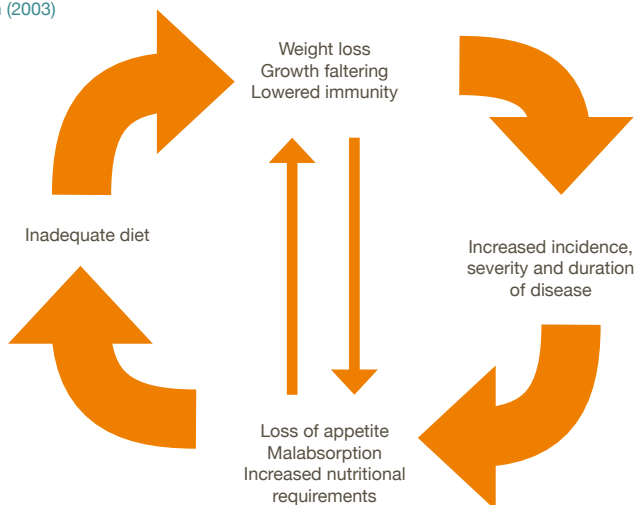 (2003)
Weight loss
Growth faltering
Lowered immunity
Inadequate diet
Increased incidence,
severity and duration
of disease
Loss of appetite
Malabsorption
Increased nutritional
requirements